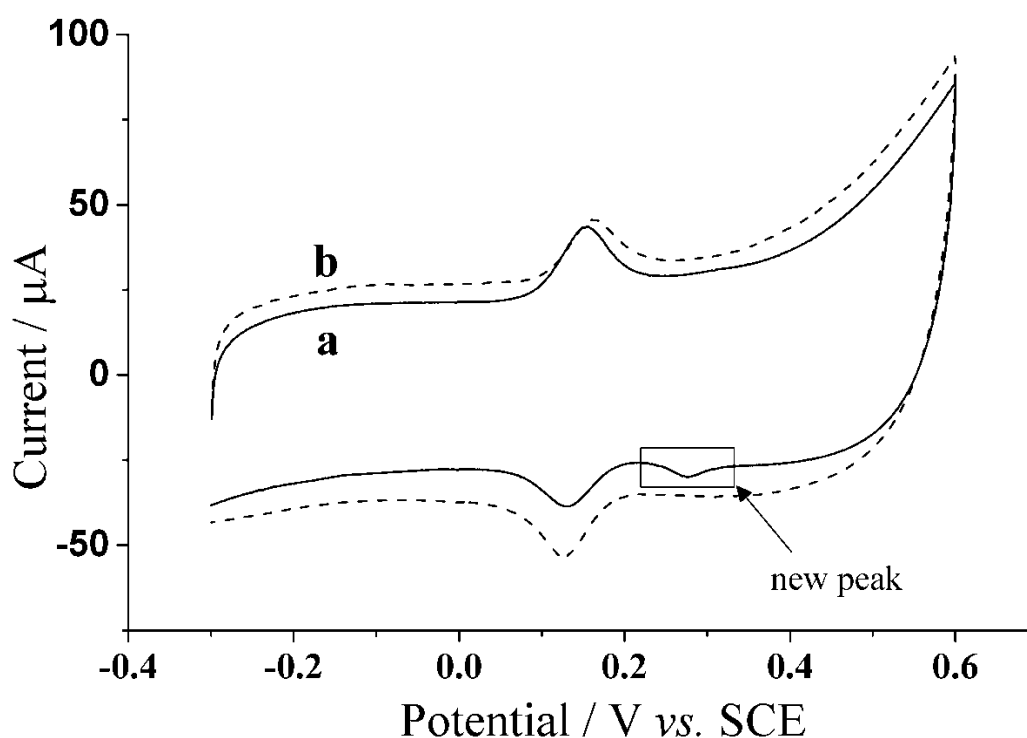 100
50
0
-50
-0.4
-0.2
0.0
0.2
0.4
0.6
Current / μA
Potential / V vs. SCE
b
a
new peak